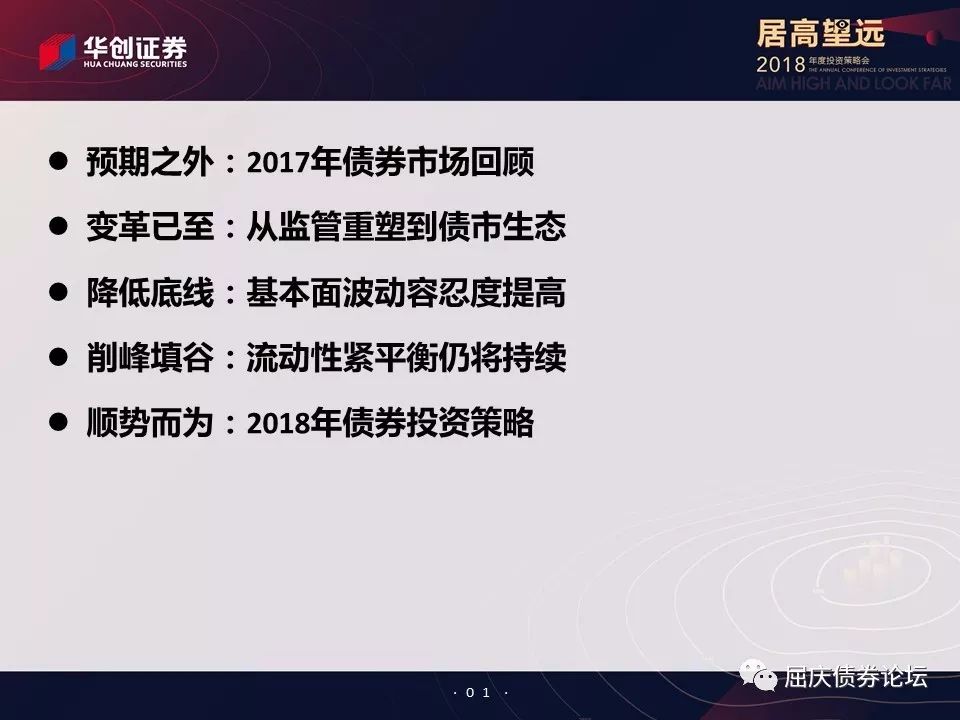 华创证券
HUA CHUANG SECURITIES
居高望远
2018 年度投资策略会
THE ANNUAL CONFERENCE OF INVESTMENT STRATEGIES
AIM HIGH AND LOOK FAR
● 预期之外：2017年债券市场回顾
● 变革已至：从监管重塑到债市生态
● 降低底线：基本面波动容忍度提高
● 削峰填谷：流动性紧平衡仍将持续
● 顺势而为：2018年债券投资策略
· 01 ·
屈庆债券论坛